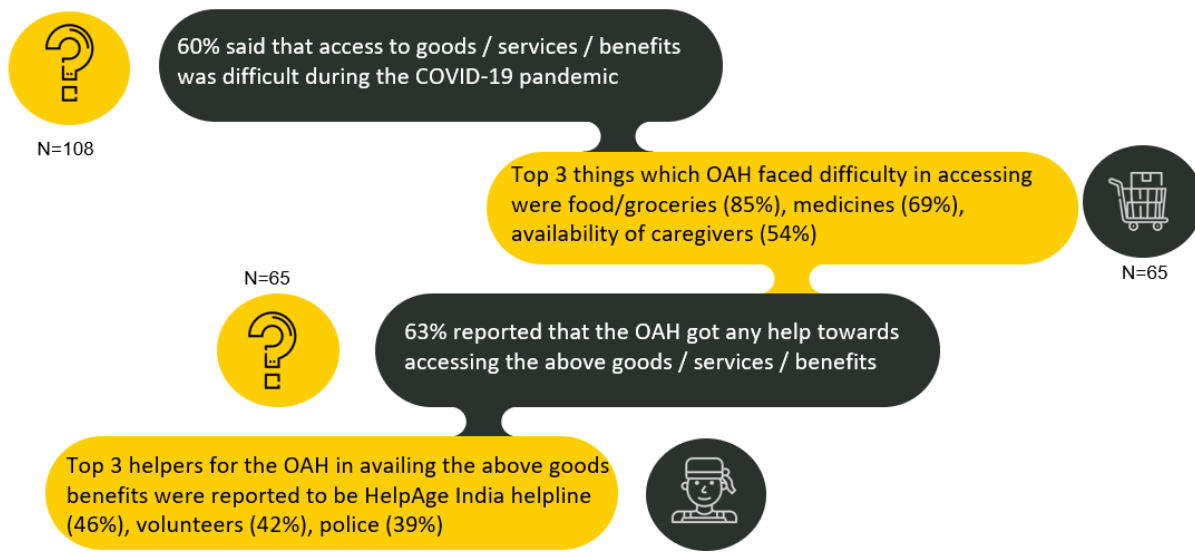 60% said that access to goods / services / benefits
was difficult during the COVID-19 pandemic
N=108
Top 3 things which OAH faced difficulty in accessing
were food/groceries (85%), medicines (69%),
availability of caregivers (54%)
N=65
N=65
63% reported that the OAH got any help towards
accessing the above goods / services / benefits
Top 3 helpers for the OAH in availing the above goods
benefits were reported to be HelpAge India helpline
(46%), volunteers (42%), police (39%)